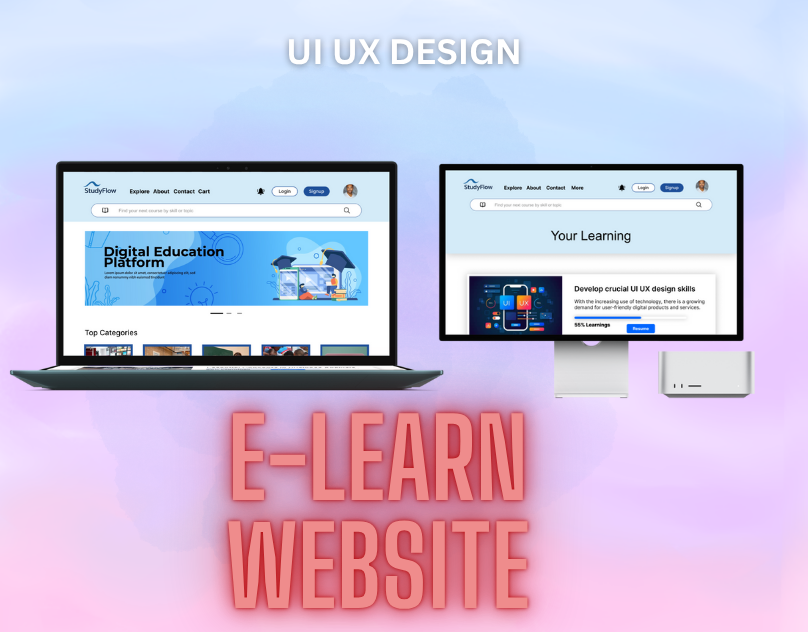 UI UX DESIGN
StudyFlow
Explore About Contact Cart
Login
Signup
Find your next course by skill or topic
Digital Education
Platform
Lorem ipsum dolor sit amet, consectetuer adipiscing elit, sed
diam nonummy nibh euismod tincidunt
Top Categories
StudyFlow
Explore About Contact More
Login
Signup
Find your next course by skill or topic
Your Learning
UI UX
Develop crucial UI UX design skills
With the increasing use of technology, there is a growing
demand for user-friendly digital products and services.
55% Learnings
Resume
E-LEARN
WEBSITE